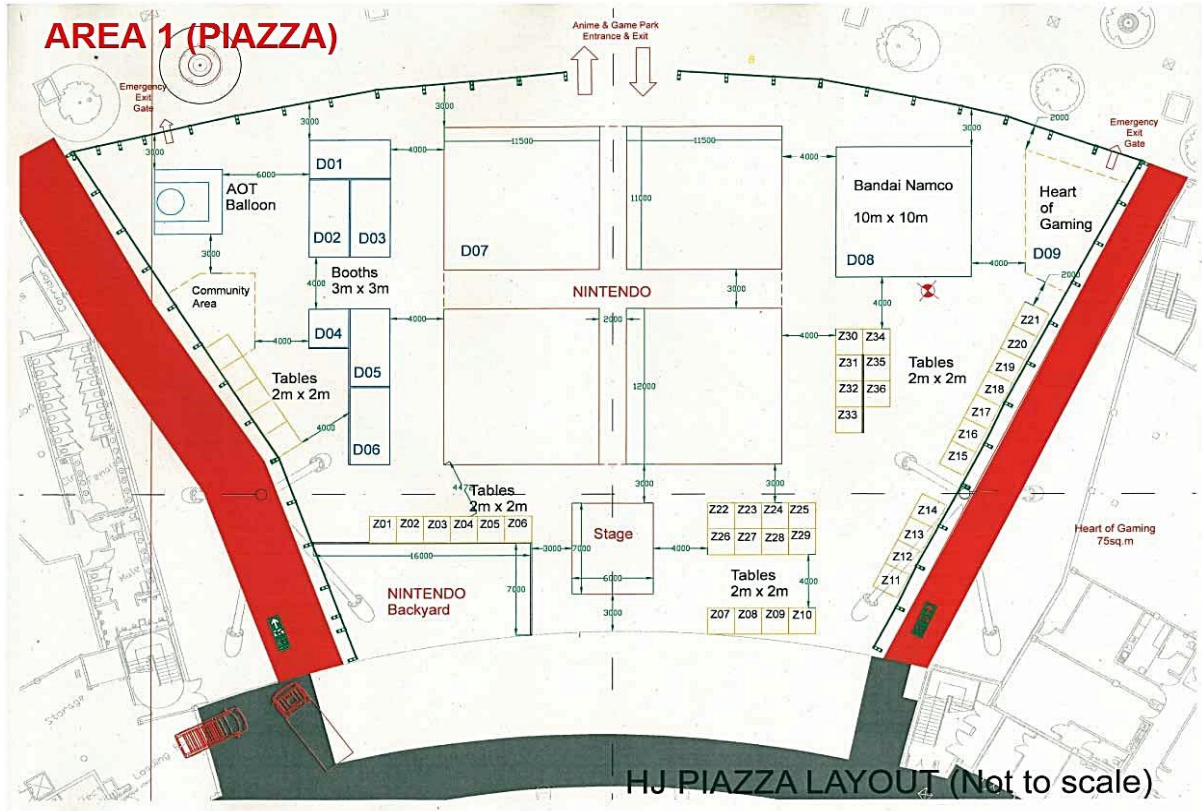 AREA 1 (PIAZZA)
Anime & Game Park
Entrance & Exit
Emergency
Exit
Gate
Emergency
Exit
Gate
3000
3000
3000
3000
2000
11500
11500
4000
4000
6000
11000
D01
D02
D03
AOT
Balloon
D07
Bandai Namco
10m x 10m
D08
Heart
of
Gaming
D09
3000
4000
Booths
3m x 3m
Community
Area
NINTENDO
3000
4000
4000
2000
D04
D05
D06
4000
4000
2000
4000
12000
Tables
2m x 2m
4000
Z30
Z34
Z31
Z35
Z32
Z36
Z33
Tables
2m x 2m
Z21
Z20
Z19
Z18
Z17
Z16
Z15
4472
3000
3000
Tables
2m x 2m
Z01
Z02
Z03
Z04
Z05
Z06
Stage
7000
6000
3000
4000
3000
Z22
Z23
Z24
Z25
Z26
Z27
Z28
Z29
Z14
Z13
Z12
Z11
Heart of Gaming
75sq.m
16000
7000
NINTENDO
Backyard
Tables
2m x 2m
4000
Z07
Z08
Z09
Z10
Storage
HJ PIAZZA LAYOUT (Not to scale)